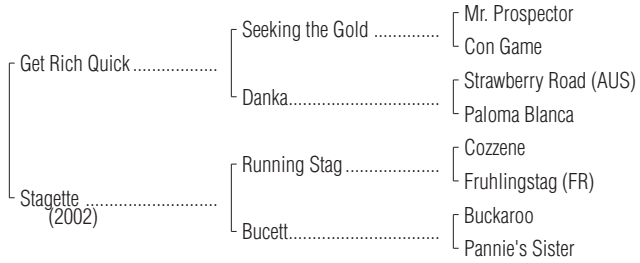 Mr. Prospector
Seeking the Gold ..............
Con Game
Get Rich Quick..................
Strawberry Road (AUS)
Danka.................................
Paloma Blanca
Cozzene
Running Stag.....................
Fruhlingstag (FR)
Stagette ............................
(2002)
Buckaroo
Bucett.................................
Pannie's Sister